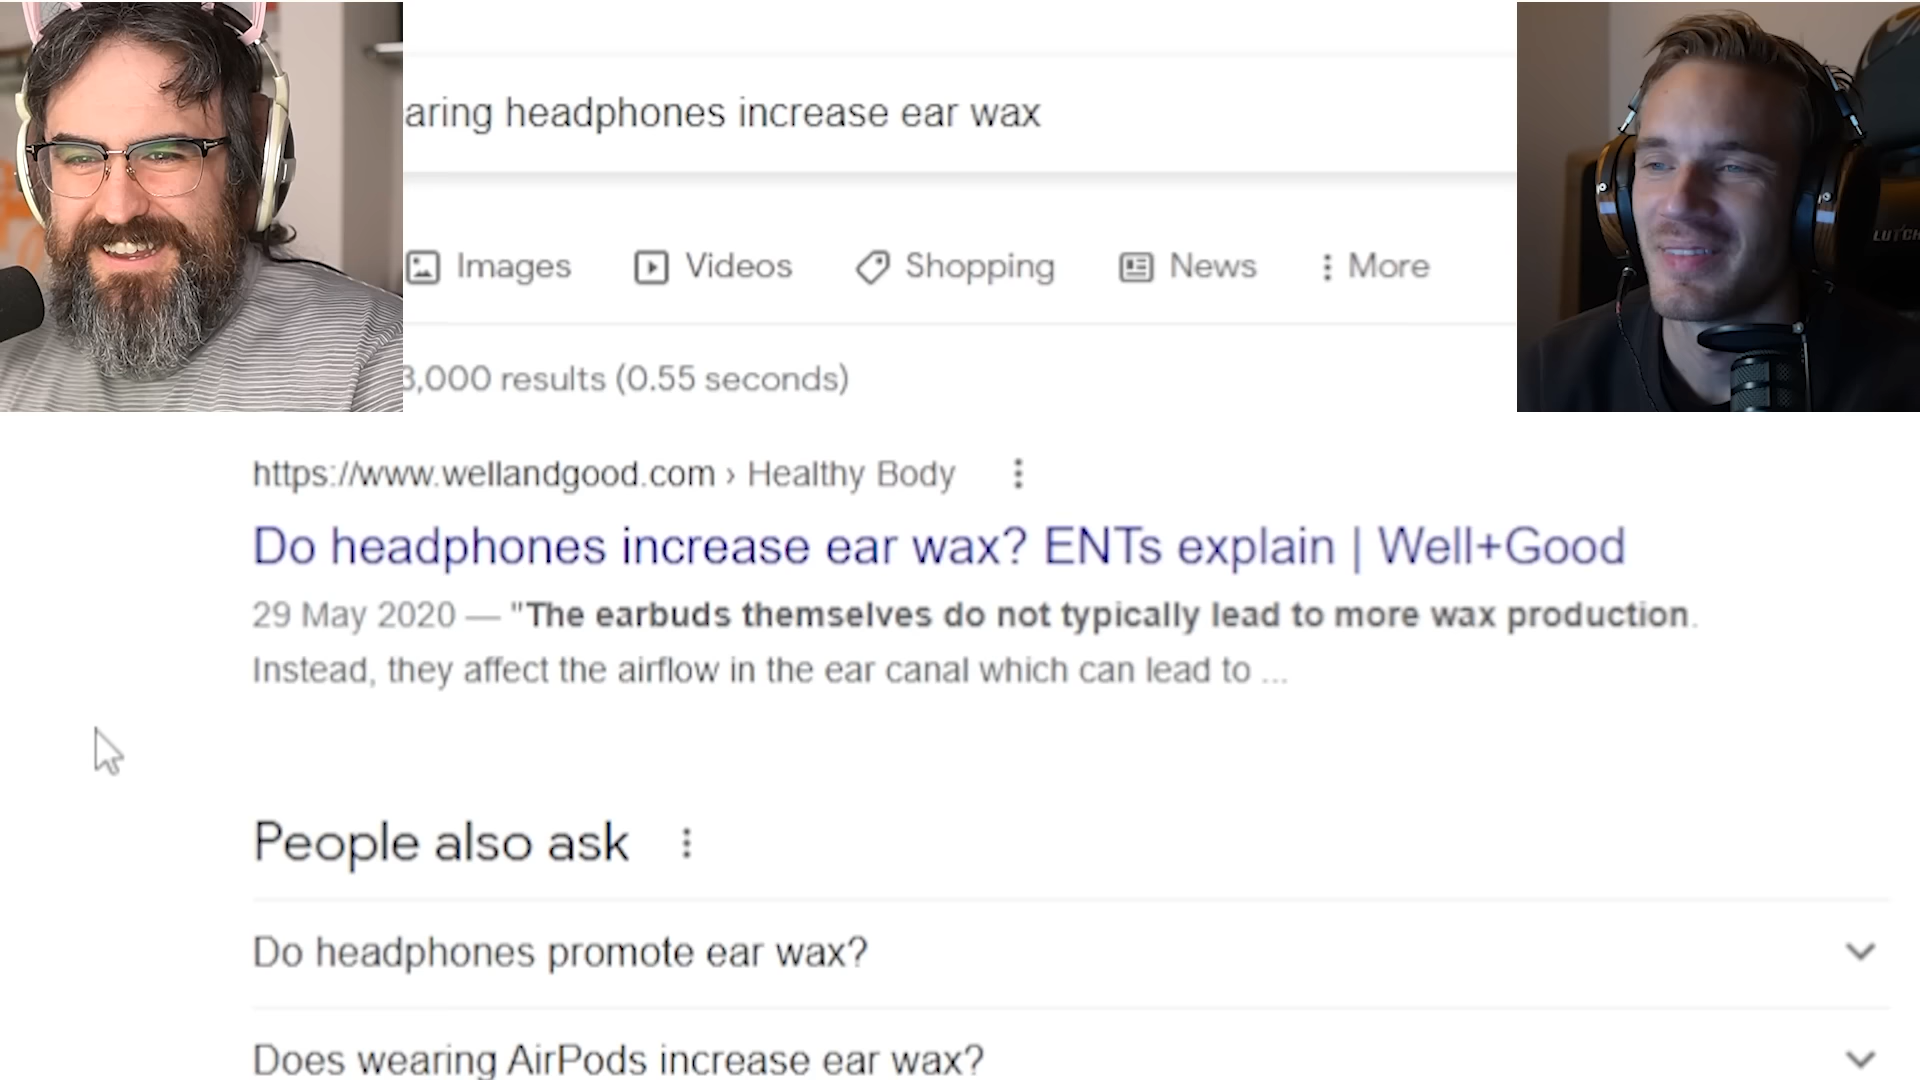 aring headphones increase ear wax
Images Videos Shopping News More
3,000 results (0.55 seconds)
https://www.wellandgood.com › Healthy Body
Do headphones increase ear wax? ENTs explain | Well+Good
29 May 2020 — "The earbuds themselves do not typically lead to more wax production.
Instead, they affect the airflow in the ear canal which can lead to ...
People also ask
Do headphones promote ear wax?
Does wearing AirPods increase ear wax?